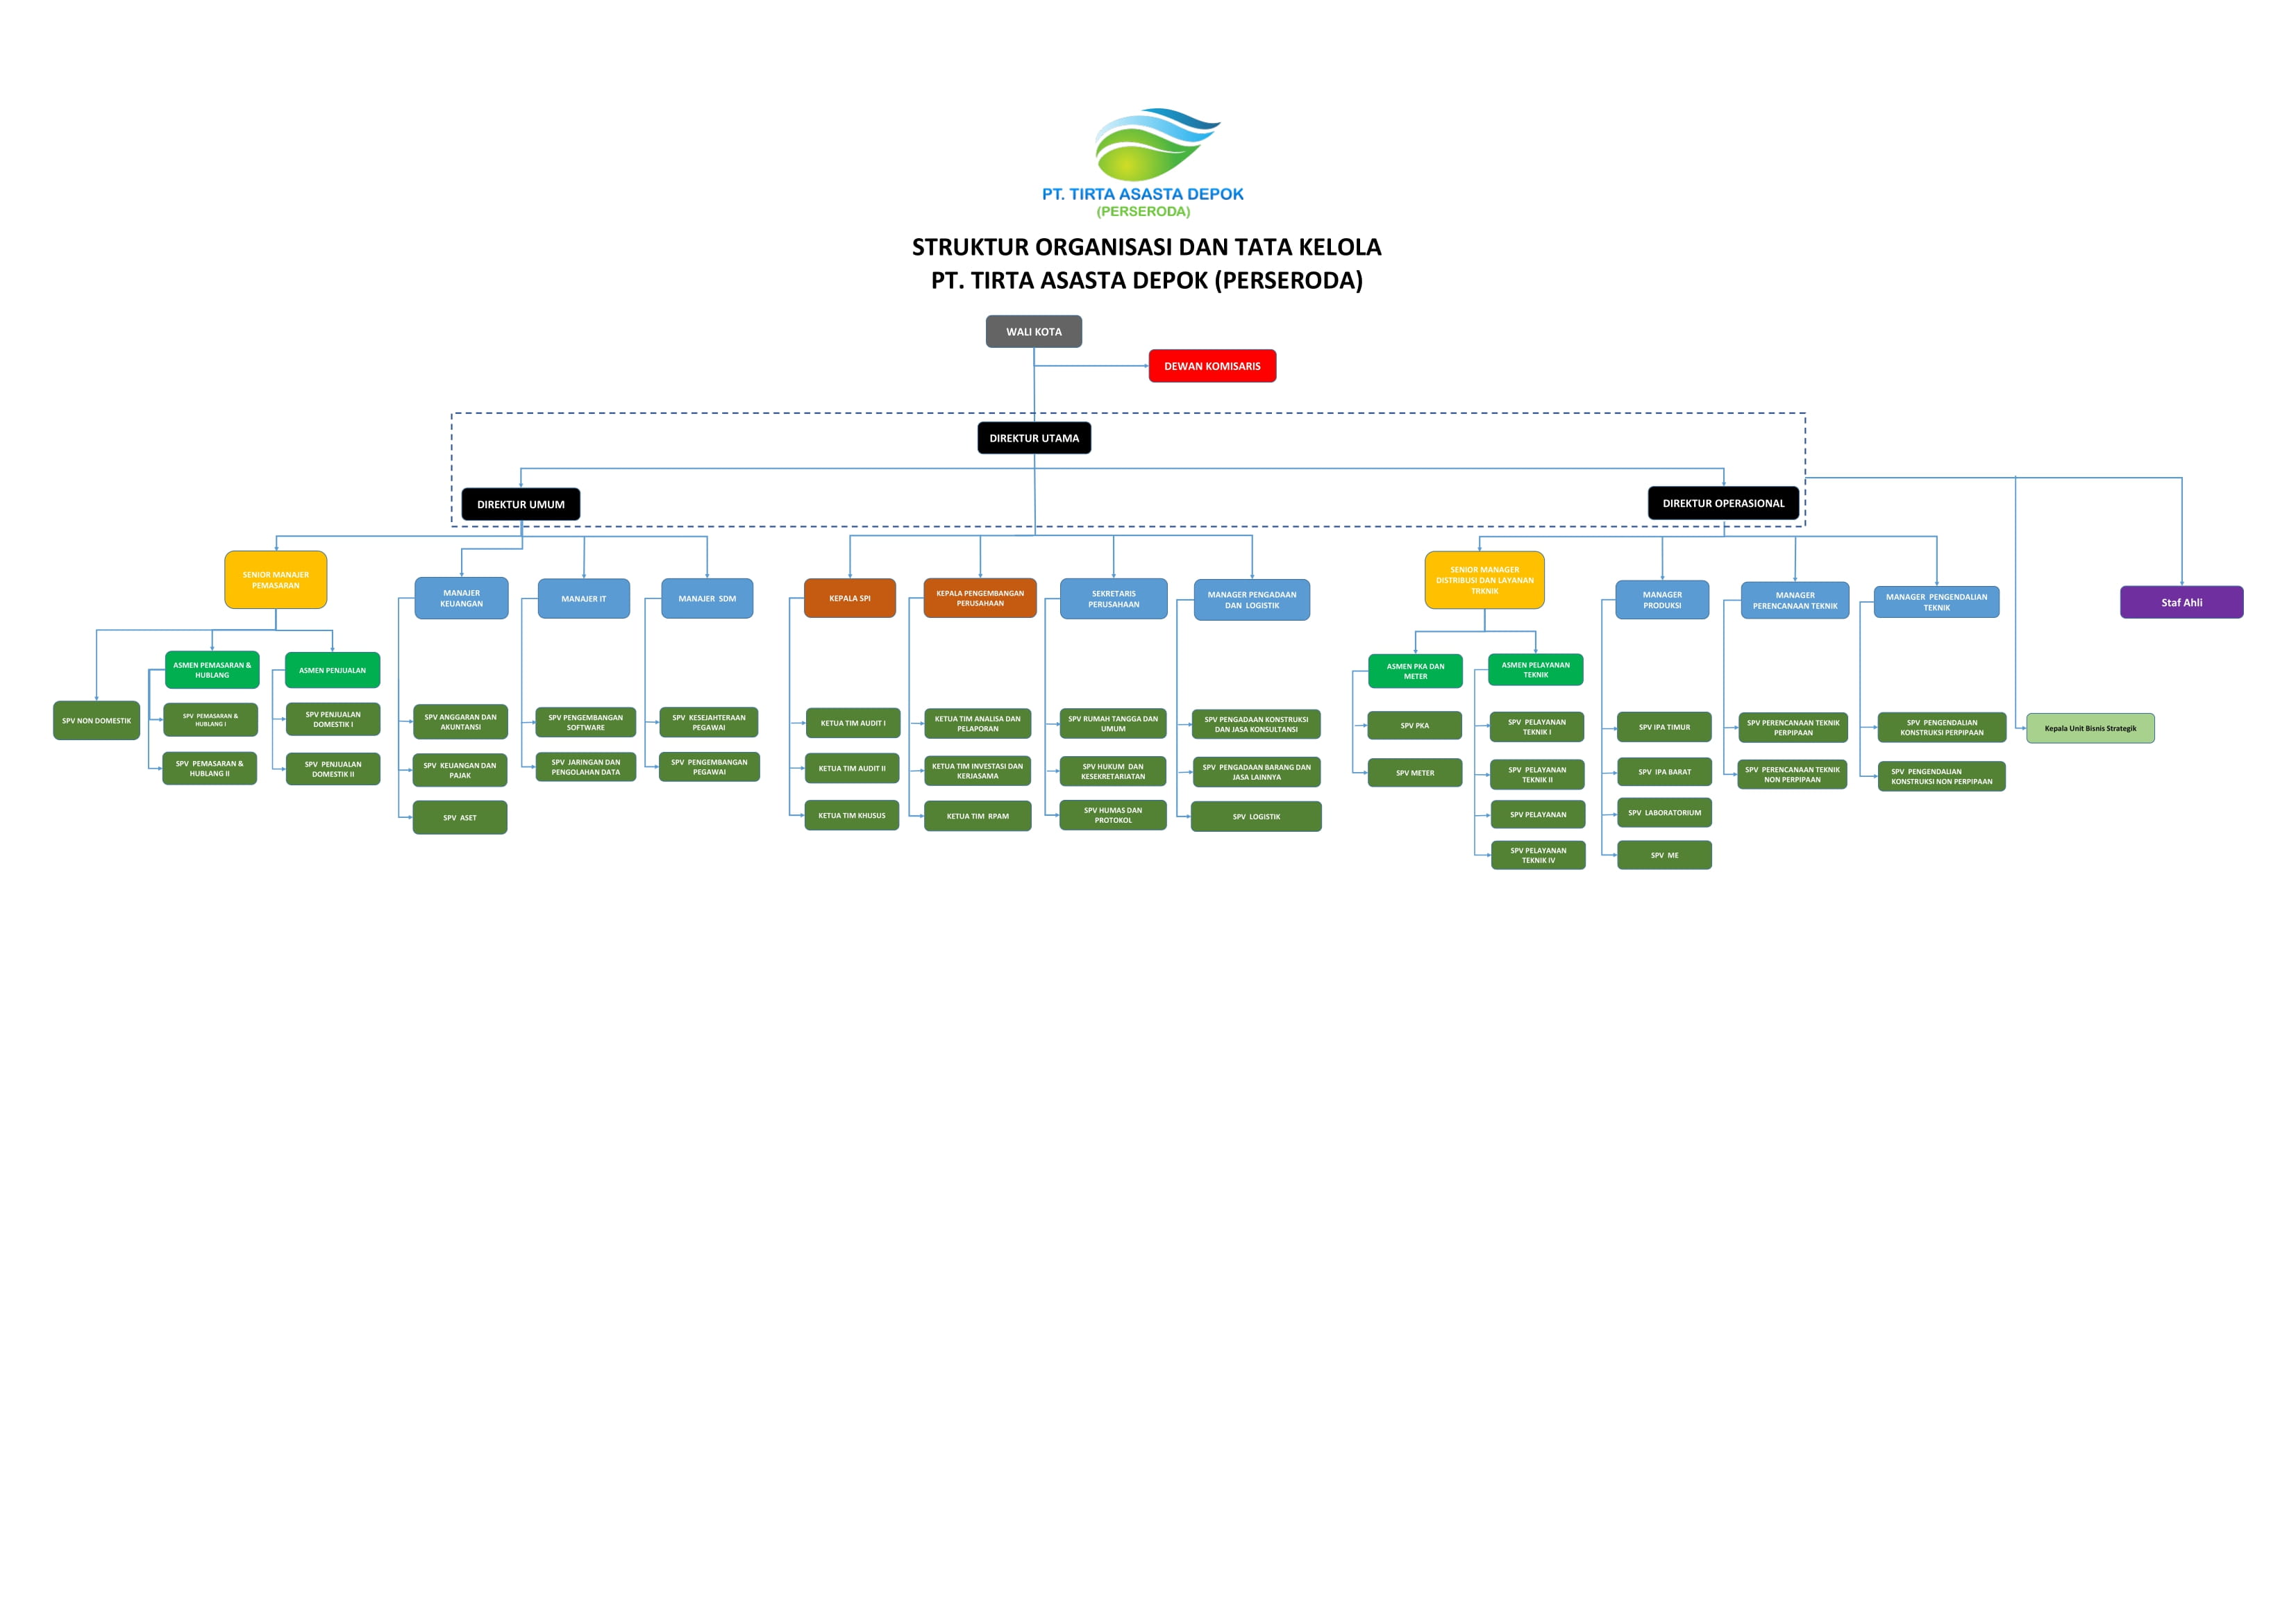 PT. TIRTA ASASTA DEPOK
(PERSERODA)
STRUKTUR ORGANISASI DAN TATA KELOLA
PT. TIRTA ASASTA DEPOK (PERSERODA)
WALI KOTA
DEWAN KOMISARIS
DIREKTUR UTAMA
DIREKTUR UMUM
DIREKTUR OPERASIONAL
SENIOR MANAJER
PEMASARAN
MANAJER
KEUANGAN
MANAJER IT
MANAJER SDM
KEPALA SPI
KEPALA PENGEMBANGAN
PERUSAHAAN
SEKRETARIS
PERUSAHAAN
MANAGER PENGADAAN
DAN LOGISTIK
SENIOR MANAGER
DISTRIBUSI DAN LAYANAN
TRKNIK
MANAGER
PRODUKSI
MANAGER
PERENCANAAN TEKNIK
MANAGER PENGENDALIAN
TEKNIK
Staf Ahli
ASMEN PEMASARAN &
HUBLANG
ASMEN PENJUALAN
ASMEN PKA DAN
METER
ASMEN PELAYANAN
TEKNIK
SPV NON DOMESTIK
SPV PEMASARAN &
HUBLANG I
SPV PENJUALAN
DOMESTIK I
SPV ANGGARAN DAN
AKUNTANSI
SPV PENGEMBANGAN
SOFTWARE
SPV KESEJAHTERAAN
PEGAWAI
KETUA TIM AUDIT I
KETUA TIM ANALISA DAN
PELAPORAN
SPV RUMAH TANGGA DAN
UMUM
SPV PENGADAAN KONSTRUKSI
DAN JASA KONSULTANSI
SPV PKA
SPV PELAYANAN
TEKNIK I
SPV IPA TIMUR
SPV PERENCANAAN TEKNIK
PERPIPAAN
SPV PENGENDALIAN
KONSTRUKSI PERPIPAAN
Kepala Unit Bisnis Strategik
SPV PEMASARAN &
HUBLANG II
SPV PENJUALAN
DOMESTIK II
SPV KEUANGAN DAN
PAJAK
SPV JARINGAN DAN
PENGOLAHAN DATA
SPV PENGEMBANGAN
PEGAWAI
KETUA TIM AUDIT II
KETUA TIM INVESTASI DAN
KERJASAMA
SPV HUKUM DAN
KESEKRETARIATAN
SPV PENGADAAN BARANG DAN
JASA LAINNYA
SPV METER
SPV PELAYANAN
TEKNIK II
SPV IPA BARAT
SPV PERENCANAAN TEKNIK
NON PERPIPAAN
SPV PENGENDALIAN
KONSTRUKSI NON PERPIPAAN
SPV ASET
KETUA TIM KHUSUS
KETUA TIM RPAM
SPV HUMAS DAN
PROTOKOL
SPV LOGISTIK
SPV PELAYANAN
SPV LABORATORIUM
SPV PELAYANAN
TEKNIK IV
SPV ME